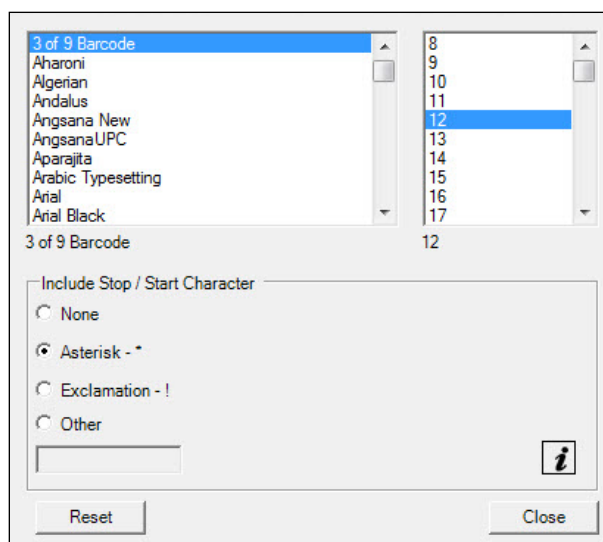 3 of 9 Barcode
Aharoni
Algerian
Andalus
Angsana New
AngsanaUPC
Aparajita
Arabic Typesetting
Arial
Arial Black
8
9
10
11
12
13
14
15
16
17
3 of 9 Barcode
12
Include Stop / Start Character
None
Asterisk - *
Exclamation - !
Other
i
Reset
Close